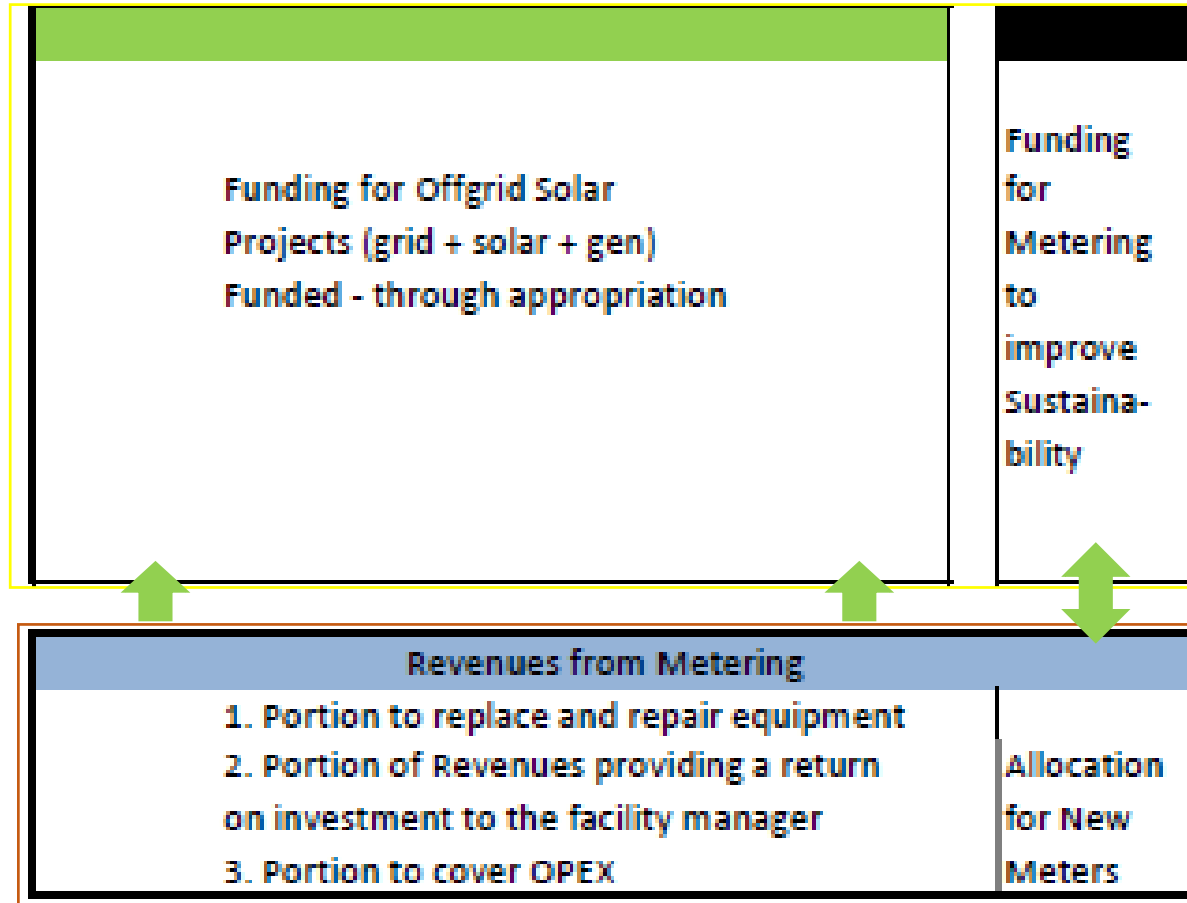 Funding for Offgrid Solar
Projects (grid + solar + gen)
Funded - through appropriation
Funding
for
Metering
to
improve
Sustaina-
bility
Revenues from Metering
1. Portion to replace and repair equipment
2. Portion of Revenues providing a return
on investment to the facility manager
3. Portion to cover OPEX
Allocation
for New
Meters